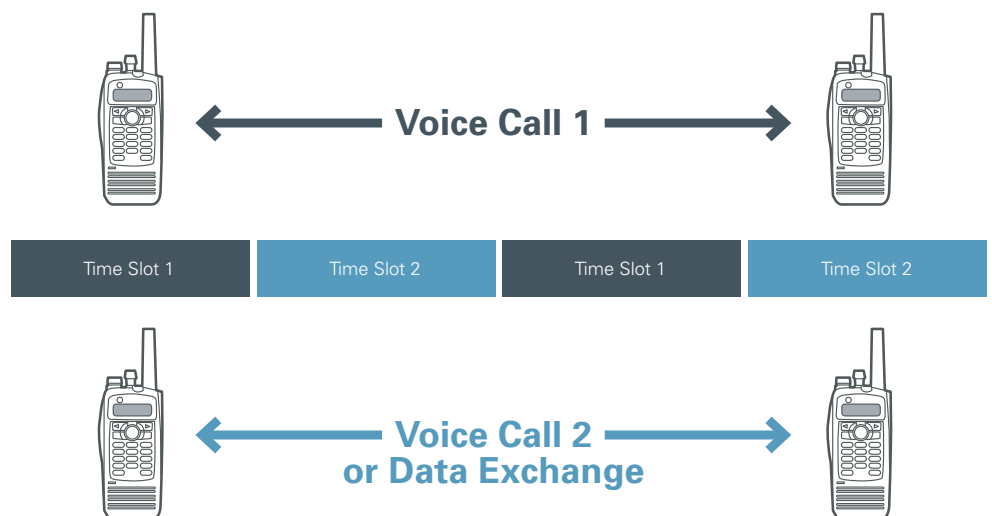 Voice Call 1
Time Slot 1
Time Slot 2
Time Slot 1
Time Slot 2
Voice Call 2
or Data Exchange